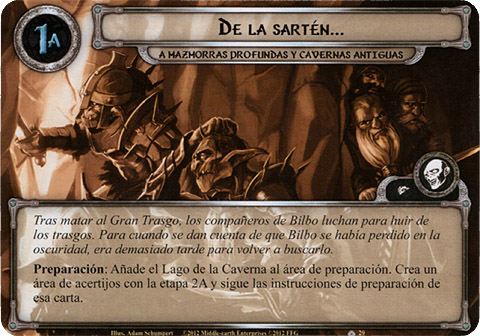 1A
DE LA SARTÉN...
A MAZMORRAS PROFUNDAS Y CAVERNAS ANTIGUAS
Tras matar al Gran Trasgo, los compañeros de Bilbo luchan para huir de
los trasgos. Para cuando se dan cuenta de que Bilbo se había perdido en la
oscuridad, era demasiado tarde para volver a buscarlo.
Preparación: Añade el Lago de la Caverna al área de preparación. Crea un
área de acertijos con la etapa 2A y sigue las instrucciones de preparación de
esa carta.
Illus. Adam Schumpert ©2012 Middle-earth Enterprises ©2012 FFG 29